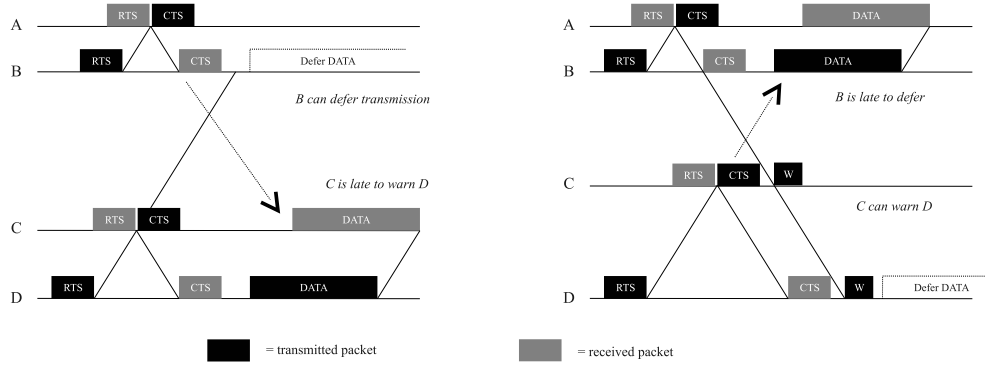 A RTS CTS
B RTS CTS Defer DATA
B can defer transmission
C is late to warn D
C RTS CTS DATA
D RTS CTS DATA
A RTS CTS DATA
B RTS CTS DATA
B is late to defer
C RTS CTS W
C can warn D
D RTS CTS W Defer DATA
= transmitted packet
= received packet